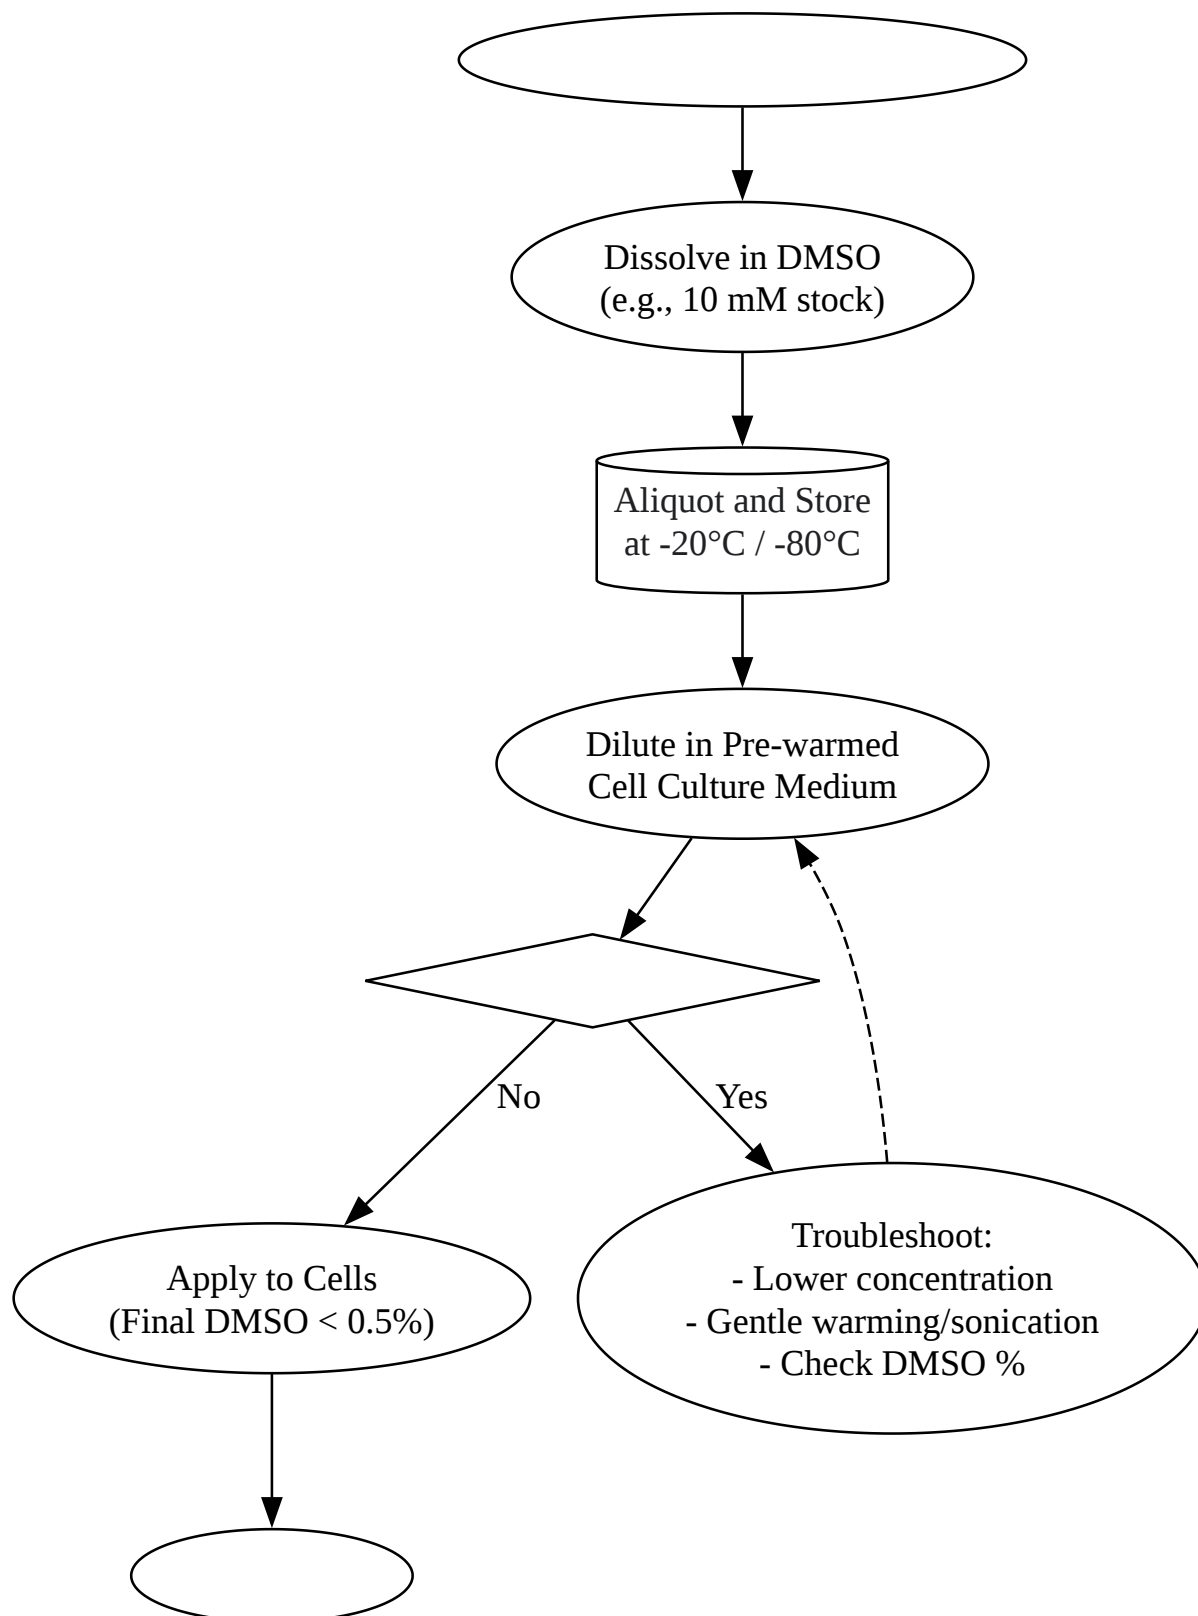 Dissolve in DMSO
(e.g., 10 mM stock)
Aliquot and Store
at -20°C / -80°C
Dilute in Pre-warmed
Cell Culture Medium
No
Yes
Apply to Cells
(Final DMSO < 0.5%)
Troubleshoot:
- Lower concentration
- Gentle warming/sonication
- Check DMSO %